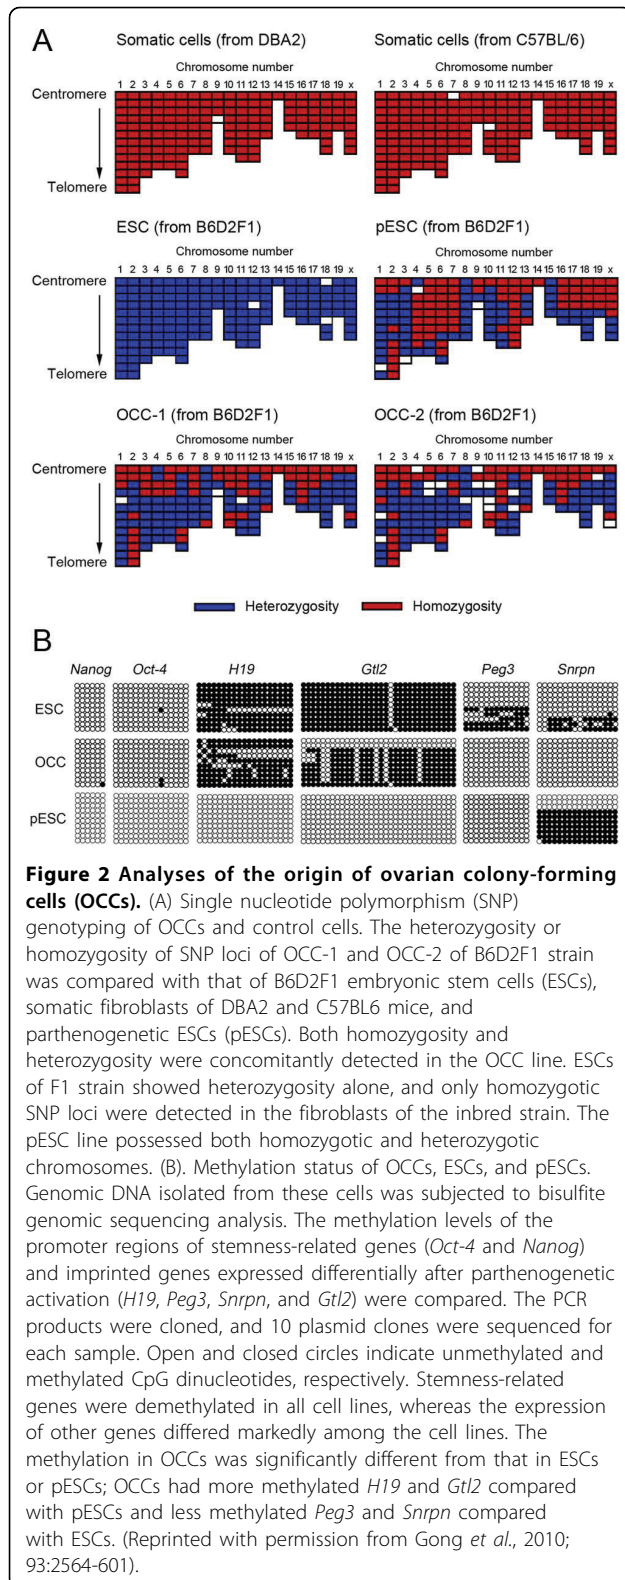 A
Somatic cells (from DBA2)
Chromosome number
1 2 3 4 5 6 7 8 9 10 11 12 13 14 15 16 17 18 19 x
Centromere
Telomere
Somatic cells (from C57BL/6)
Chromosome number
1 2 3 4 5 6 7 8 9 10 11 12 13 14 15 16 17 18 19 x
ESC (from B6D2F1)
Chromosome number
1 2 3 4 5 6 7 8 9 10 11 12 13 14 15 16 17 18 19 x
Centromere
Telomere
pESC (from B6D2F1)
Chromosome number
1 2 3 4 5 6 7 8 9 10 11 12 13 14 15 16 17 18 19 x
OCC-1 (from B6D2F1)
Chromosome number
1 2 3 4 5 6 7 8 9 10 11 12 13 14 15 16 17 18 19 x
Centromere
Telomere
OCC-2 (from B6D2F1)
Chromosome number
1 2 3 4 5 6 7 8 9 10 11 12 13 14 15 16 17 18 19 x
Heterozygosity
Homozygosity
B
Nanog Oct-4 H19 Gtl2 Peg3 Snrpn
ESC
OCC
pESC
Figure 2 Analyses of the origin of ovarian colony-forming
cells (OCCs). (A) Single nucleotide polymorphism (SNP)
genotyping of OCCs and control cells. The heterozygosity or
homozygosity of SNP loci of OCC-1 and OCC-2 of B6D2F1 strain
was compared with that of B6D2F1 embryonic stem cells (ESCs),
somatic fibroblasts of DBA2 and C57BL6 mice, and
parthenogenetic ESCs (pESCs). Both homozygosity and
heterozygosity were concomitantly detected in the OCC line. ESCs
of F1 strain showed heterozygosity alone, and only homozygotic
SNP loci were detected in the fibroblasts of the inbred strain. The
pESC line possessed both homozygotic and heterozygotic
chromosomes. (B). Methylation status of OCCs, ESCs, and pESCs.
Genomic DNA isolated from these cells was subjected to bisulfite
genomic sequencing analysis. The methylation levels of the
promoter regions of stemness-related genes (Oct-4 and Nanog)
and imprinted genes expressed differentially after parthenogenetic
activation (H19, Peg3, Snrpn, and Gtl2) were compared. The PCR
products were cloned, and 10 plasmid clones were sequenced for
each sample. Open and closed circles indicate unmethylated and
methylated CpG dinucleotides, respectively. Stemness-related
genes were demethylated in all cell lines, whereas the expression
of other genes differed markedly among the cell lines. The
methylation in OCCs was significantly different from that in ESCs
or pESCs; OCCs had more methylated H19 and Gtl2 compared
with pESCs and less methylated Peg3 and Snrpn compared
with ESCs. (Reprinted with permission from Gong et al., 2010;
93:2564-601).